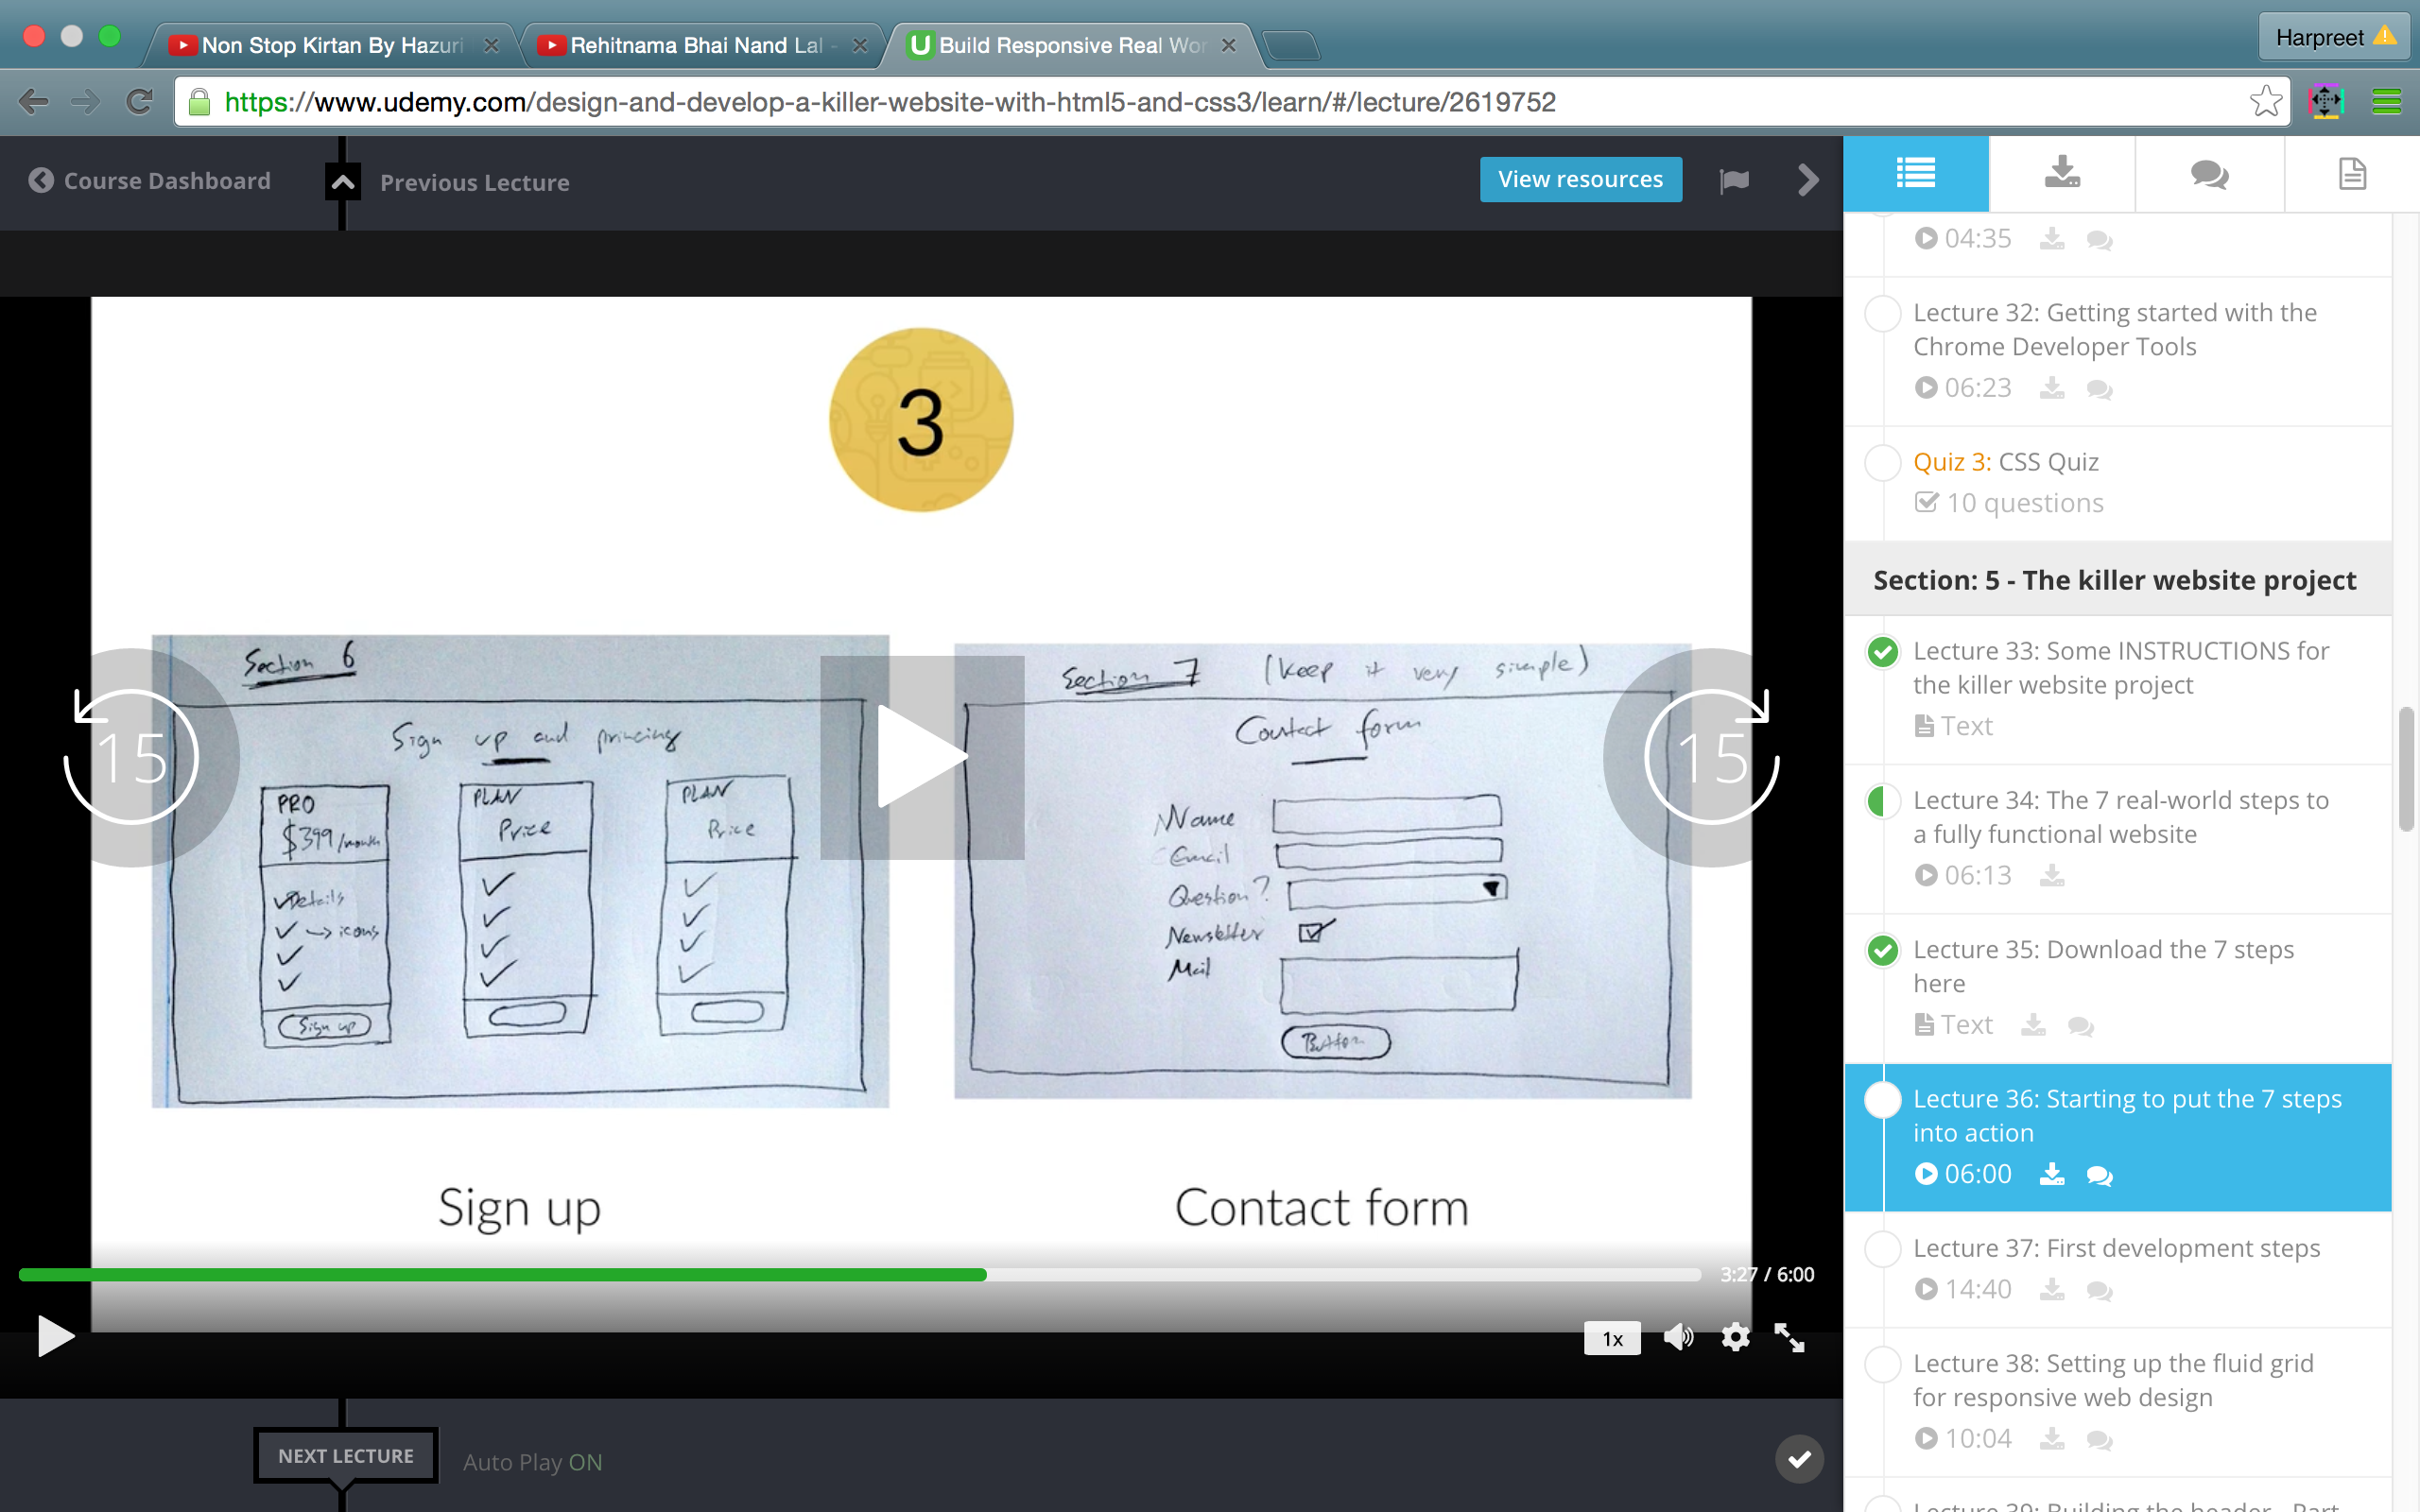 Non Stop Kirtan By Hazuri
Rehitnama Bhai Nand Lal -
Build Responsive Real Wor
Harpreet
https://www.udemy.com/design-and-develop-a-killer-website-with-html5-and-css3/learn/#/lecture/2619752
Course Dashboard
Previous Lecture
View resources
3
Section 6
Sign up and princing
PRO
$399/month
Details
→ icons
Sign up
PLAN
Price
PLAN
Price
Section 7 (keep it very simple)
Contact form
Name
Email
Question?
Newsletter
Mail
Button
15
15
Sign up
Contact form
3:27 / 6:00
1x
NEXT LECTURE
Auto Play ON
04:35
Lecture 32: Getting started with the
Chrome Developer Tools
06:23
Quiz 3: CSS Quiz
10 questions
Section: 5 - The killer website project
Lecture 33: Some INSTRUCTIONS for
the killer website project
Text
Lecture 34: The 7 real-world steps to
a fully functional website
06:13
Lecture 35: Download the 7 steps
here
Text
Lecture 36: Starting to put the 7 steps
into action
06:00
Lecture 37: First development steps
14:40
Lecture 38: Setting up the fluid grid
for responsive web design
10:04
Lecture 39: Building the header - Part